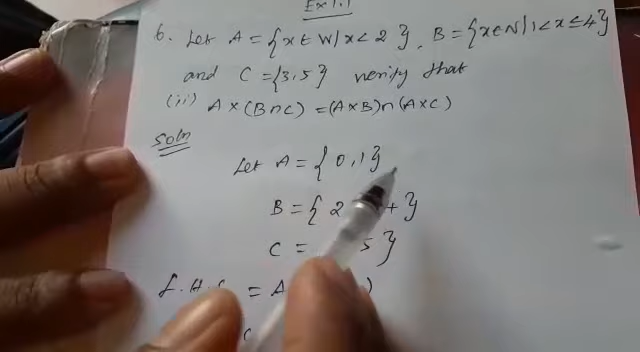 Ex 1.1
6. Let A = {x ∈ W / x < 2}, B = {x ∈ N / 1 < x ≤ 4}
and C = {3, 5} verify that
(ii) A × (B ∩ C) = (A × B) ∩ (A × C)
Soln
Let A = {0, 1}
B = {2 }
C = 5}
L.H.S = A )